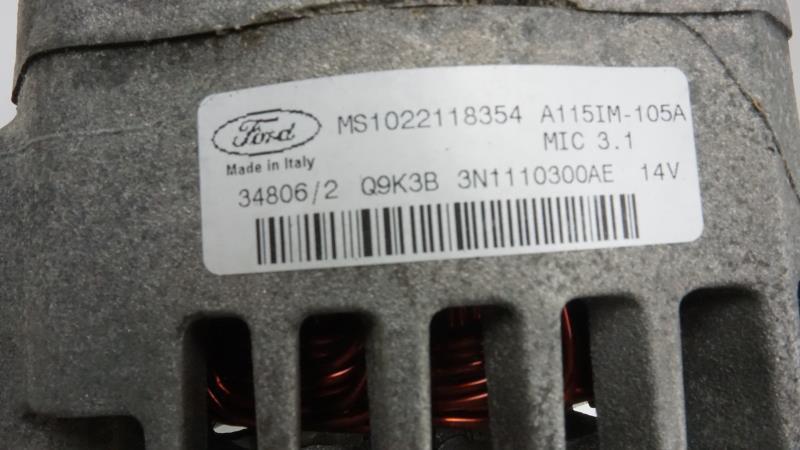 Ford MS1022118354 A115IM-105A
Made in Italy MIC 3.1
34806/2 Q9K3B 3N1110300AE 14V